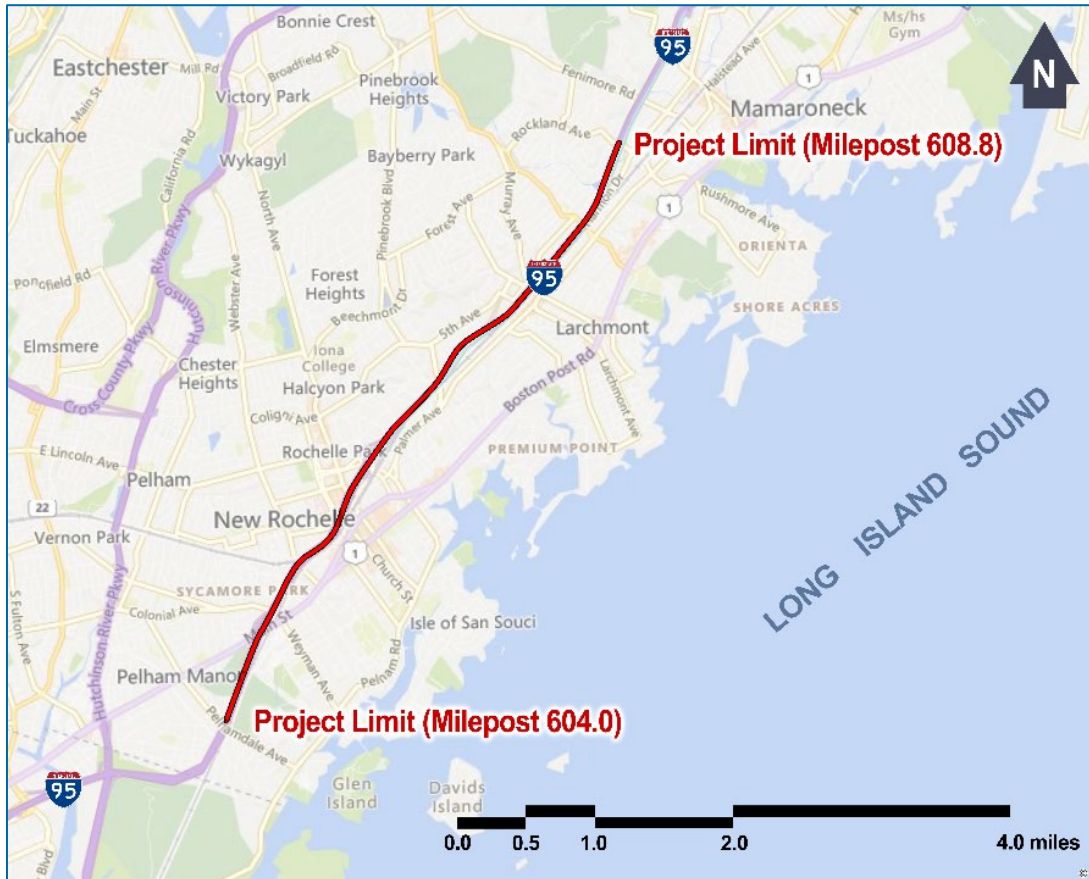 Bonnie Crest
Ms/hs
Gym
95
Halstead Ave
N
Eastchester
Mill Rd
Broadfield Rd
Fenimore Rd
1
Main St
Victory Park
Pinebrook
Heights
Mamaroneck
Tuckahoe
California Rd
Rockland Ave
Project Limit (Milepost 608.8)
Wykagyl
Bayberry Park
North Ave
Pinebrook Blvd
Murray Ave
Forest Ave
1
Rushmore Ave
ORIENTA
Hutchinson River Pkwy
Webster Ave
Forest
Heights
95
SHORE ACRES
Beechmont Dr
5th Ave
Larchmont
Elmsmere
Cross County Pkwy
Chester
Heights
Iona
College
Boston Post Rd
Larchmont Ave
Halcyon Park
Palmer Ave
E Lincoln Ave
Rochelle Park
PREMIUM POINT
LONG ISLAND SOUND
Pelham
22
New Rochelle
Vernon Park
1
Church St
SYCAMORE PARK
S Fulton Ave
Colonial Ave
Main St
Isle of San Souci
Hutchinson River Pkwy
Weyman Ave
Pelham Rd
Pelham Manor
Project Limit (Milepost 604.0)
Pelhamdale Ave
95
Glen
Island
Davids
Island
0.0 0.5 1.0 2.0 4.0 miles
Blvd
©